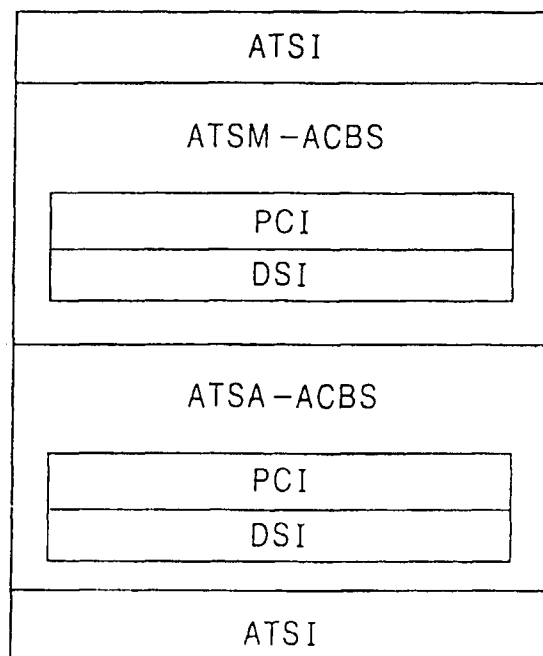 ATSI
ATSM-ACBS
PCI
DSI
ATSA-ACBS
PCI
DSI
ATSI